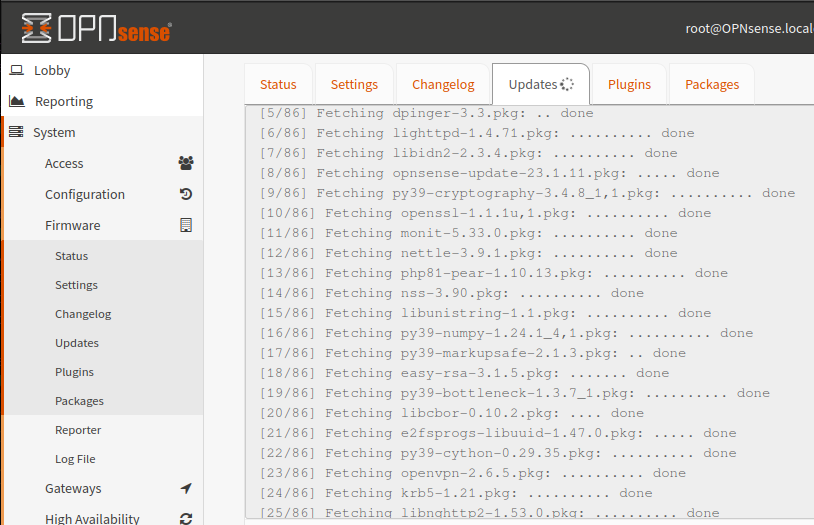 OPNsense
root@OPNsense.local
Lobby
Reporting
System
Access
Configuration
Firmware
Status
Settings
Changelog
Updates
Plugins
Packages
Reporter
Log File
Gateways
High Availability
Status
Settings
Changelog
Updates
Plugins
Packages
[5/86] Fetching dpinger-3.3.pkg: .. done
[6/86] Fetching lighttpd-1.4.71.pkg: .......... done
[7/86] Fetching libidn2-2.3.4.pkg: .......... done
[8/86] Fetching opnsense-update-23.1.11.pkg: ..... done
[9/86] Fetching py39-cryptography-3.4.8_1,1.pkg: .......... done
[10/86] Fetching openssl-1.1.1u,1.pkg: .......... done
[11/86] Fetching monit-5.33.0.pkg: .......... done
[12/86] Fetching nettle-3.9.1.pkg: .......... done
[13/86] Fetching php81-pear-1.10.13.pkg: .......... done
[14/86] Fetching nss-3.90.pkg: .......... done
[15/86] Fetching libunistring-1.1.pkg: .......... done
[16/86] Fetching py39-numpy-1.24.1_4,1.pkg: .......... done
[17/86] Fetching py39-markupsafe-2.1.3.pkg: .. done
[18/86] Fetching easy-rsa-3.1.5.pkg: ....... done
[19/86] Fetching py39-bottleneck-1.3.7_1.pkg: .......... done
[20/86] Fetching libcbor-0.10.2.pkg: .... done
[21/86] Fetching e2fsprogs-libuuid-1.47.0.pkg: ..... done
[22/86] Fetching py39-cython-0.29.35.pkg: .......... done
[23/86] Fetching openvpn-2.6.5.pkg: .......... done
[24/86] Fetching krb5-1.21.pkg: .......... done
[25/86] Fetching libnghttp2-1.53.0.pkg: .......... done